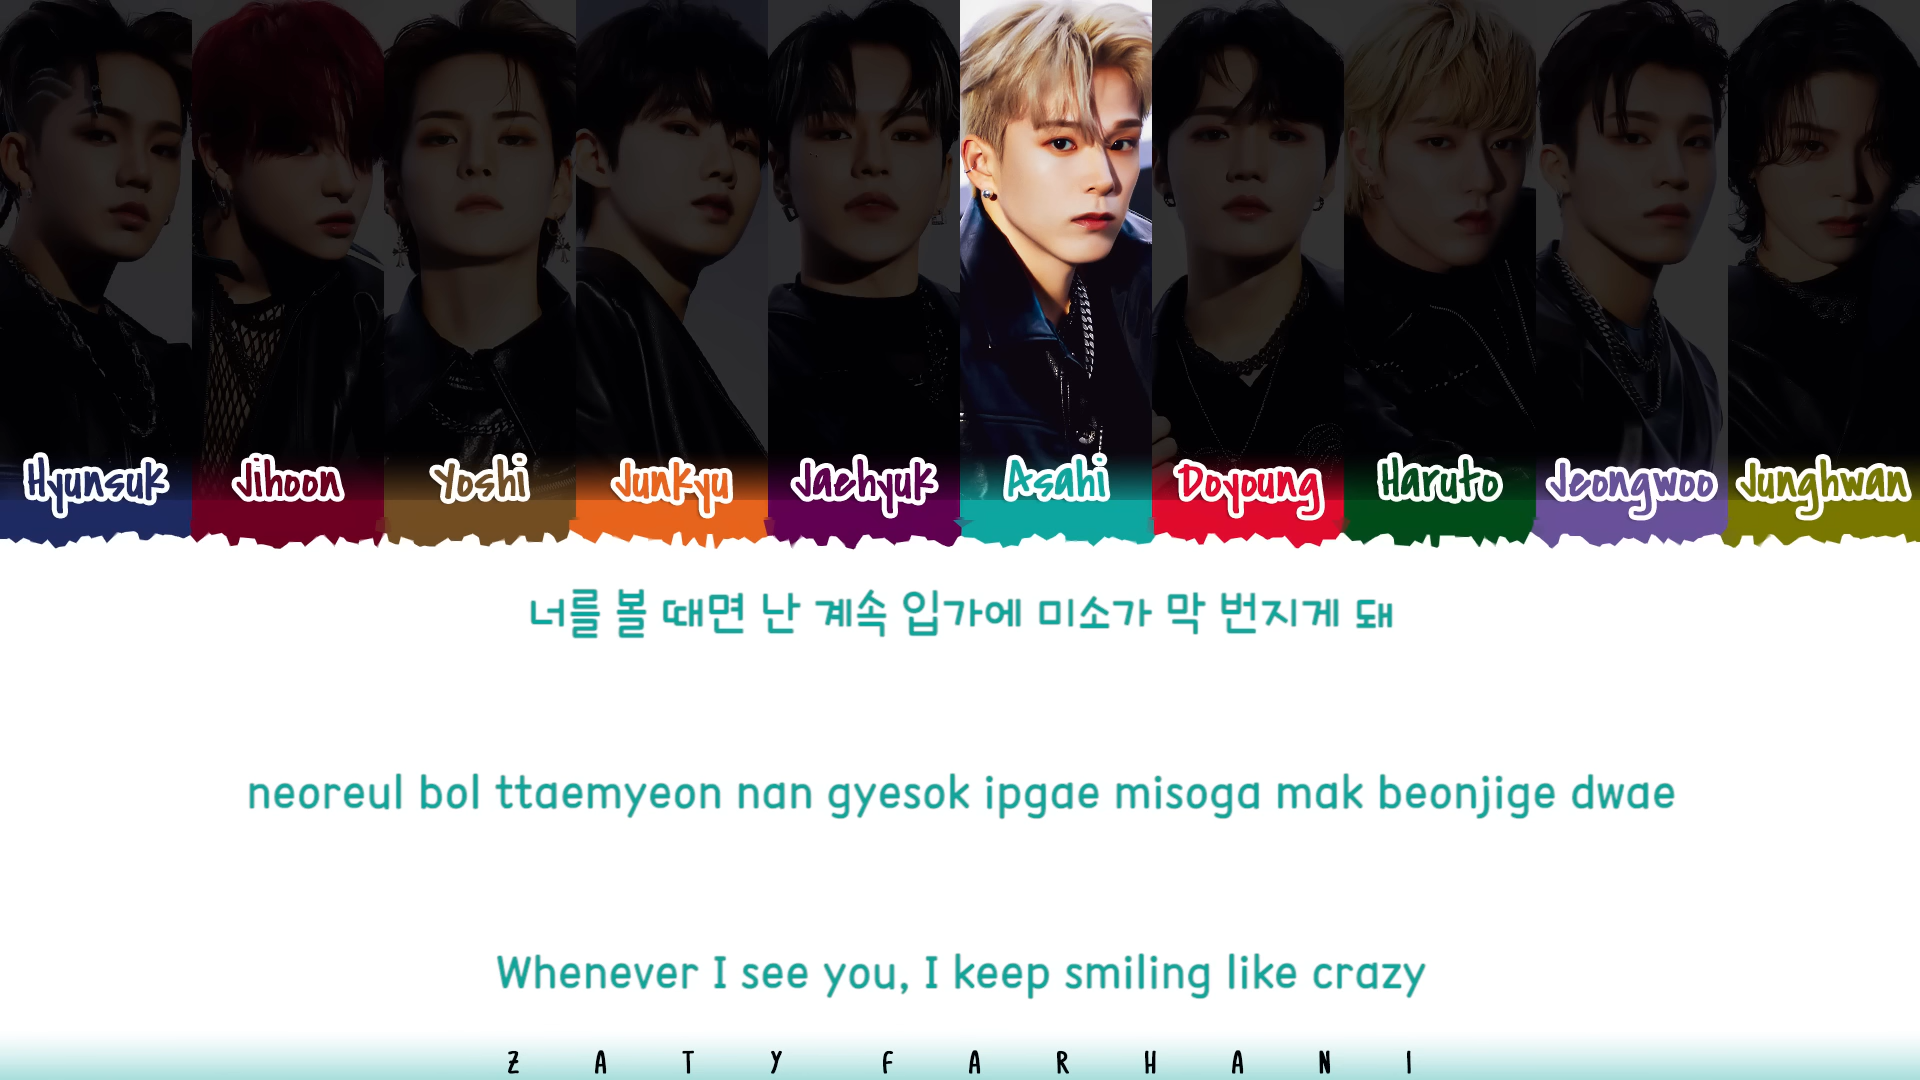 Hyunsuk Jihoon Yoshi Junkyu Jaehyuk Asahi Doyoung Haruto Jeongwoo Junghwan
너를 볼 때면 난 계속 입가에 미소가 막 번지게 돼
neoreul bol ttaemyeon nan gyesok ipgae misoga mak beonjige dwae
Whenever I see you, I keep smiling like crazy
ZATY FARHANI